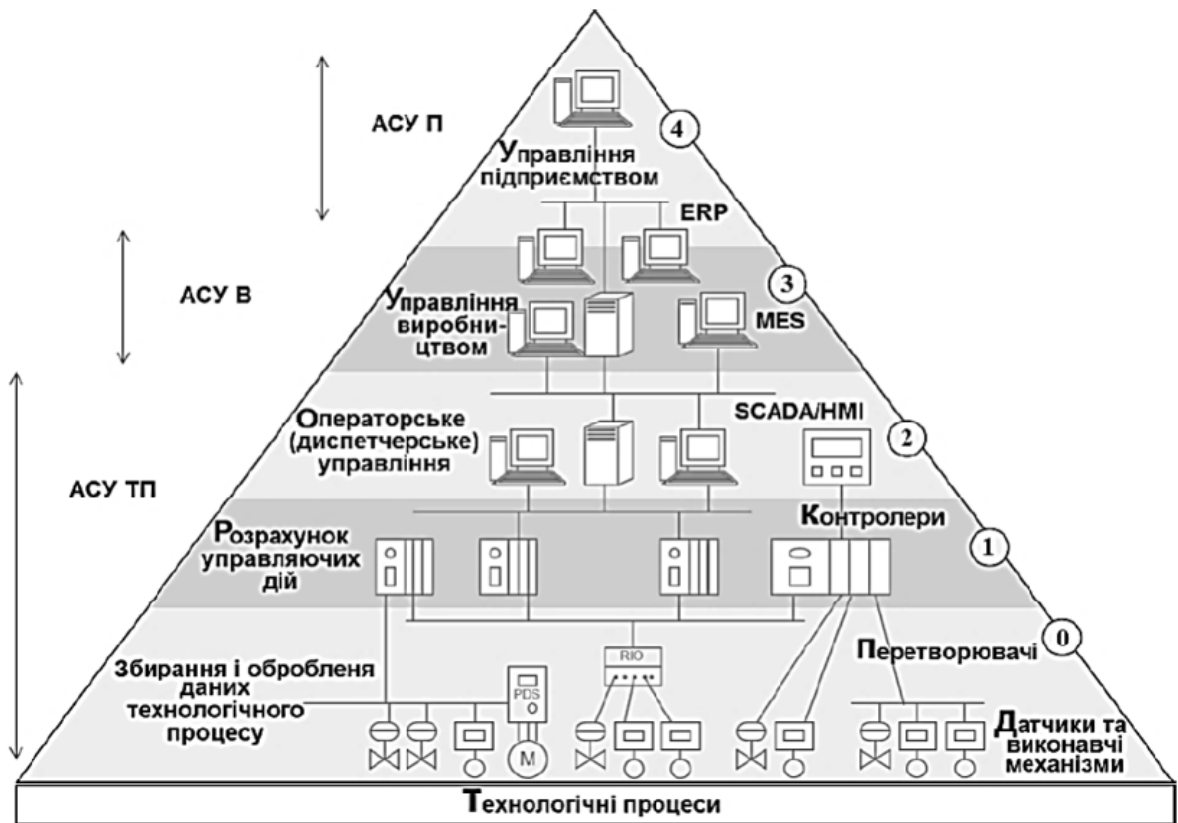 АСУ П
4
Управління
підприємством
ERP
АСУ В
3
Управління
виробни-
цтвом
MES
SCADA/HMI
2
Операторське
(диспетчерське)
управління
АСУ ТП
Контролери
1
Розрахунок
управляючих
дій
0
RIO
Перетворювачі
Збирання і обробленя
даних
технологічного
процесу
PDS
M
Датчики та
виконавчі
механізми
Технологічні процеси